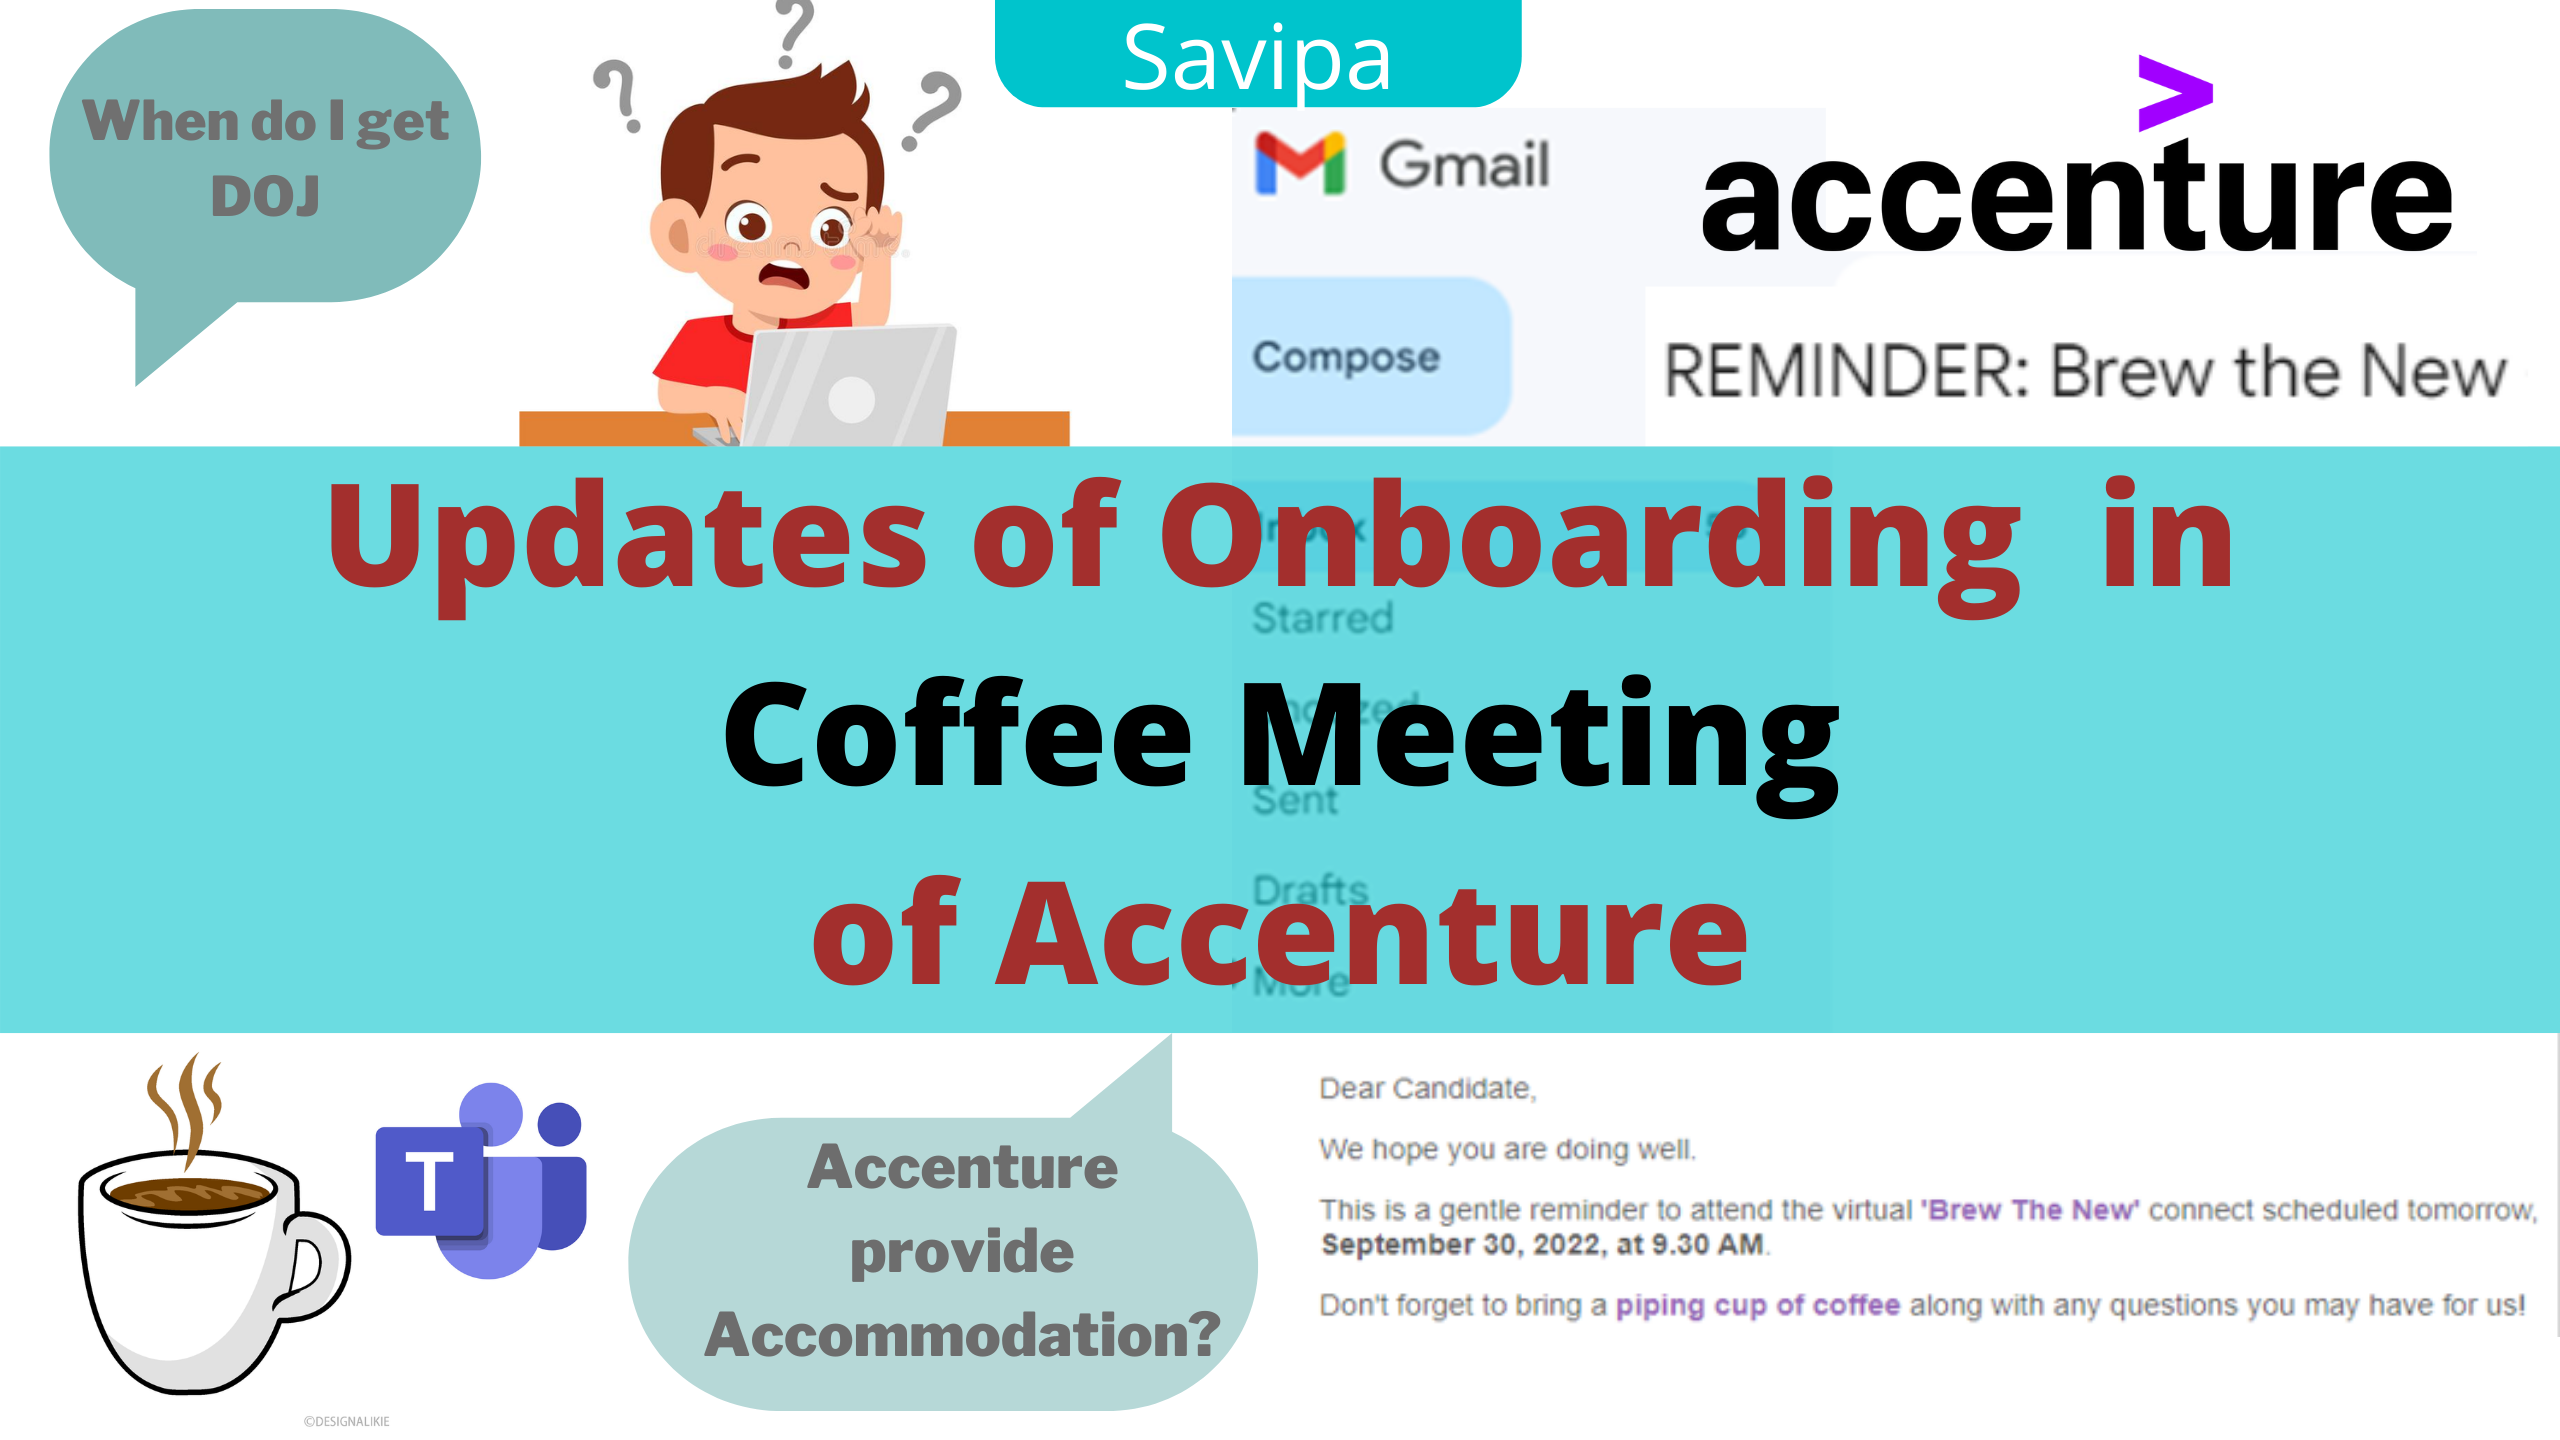 Savipa
When do I get
DOJ
? ? ?
Gmail
>
accenture
Compose
REMINDER: Brew the New
Updates of Onboarding in
Starred
Coffee Meeting
Sent
Drafts
of Accenture
More
T
Accenture
provide
Accommodation?
Dear Candidate,
We hope you are doing well.
This is a gentle reminder to attend the virtual 'Brew The New' connect scheduled tomorrow,
September 30, 2022, at 9.30 AM.
Don't forget to bring a piping cup of coffee along with any questions you may have for us!
©DESIGNALIKIE